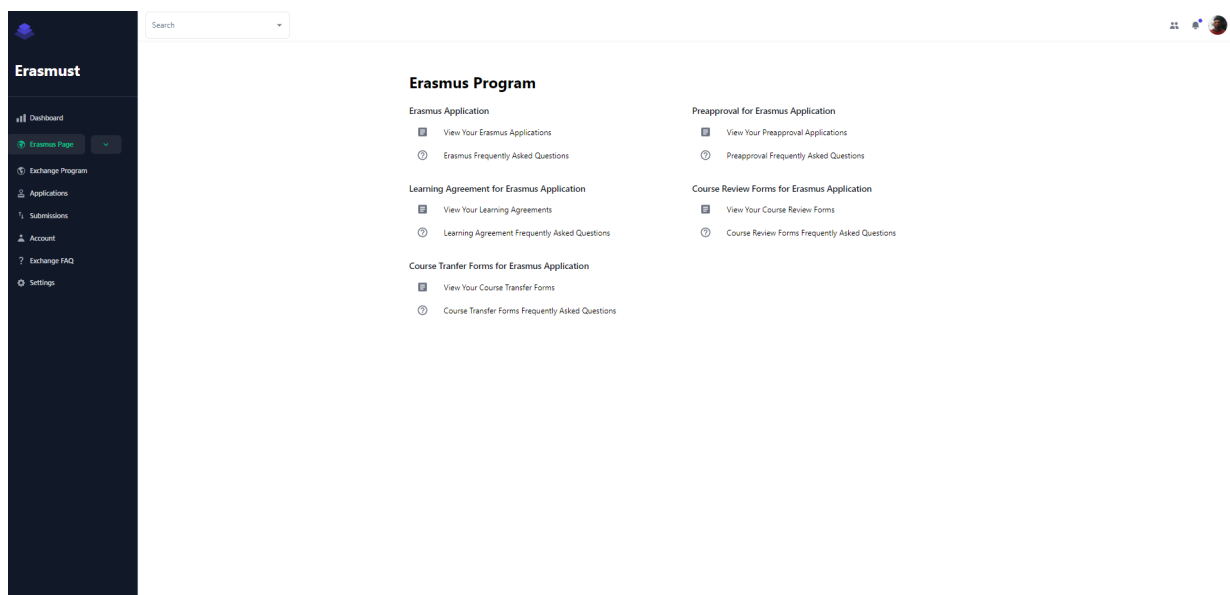 Search
Erasmust
Dashboard
Erasmus Page
Exchange Program
Applications
Submissions
Account
? Exchange FAQ
Settings
Erasmus Program
Erasmus Application
View Your Erasmus Applications
Erasmus Frequently Asked Questions
Preapproval for Erasmus Application
View Your Preapproval Applications
Preapproval Frequently Asked Questions
Learning Agreement for Erasmus Application
View Your Learning Agreements
Learning Agreement Frequently Asked Questions
Course Review Forms for Erasmus Application
View Your Course Review Forms
Course Review Forms Frequently Asked Questions
Course Tranfer Forms for Erasmus Application
View Your Course Transfer Forms
Course Transfer Forms Frequently Asked Questions